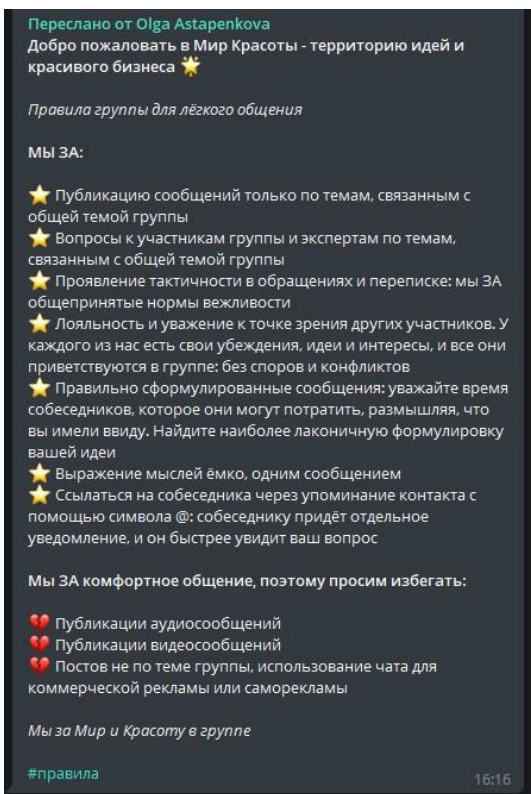 Переслано от Olga Astapenkova
Добро пожаловать в Мир Красоты - территорию идей и
красивого бизнеса 🌟
Правила группы для лёгкого общения
МЫ ЗА:
⭐ Публикацию сообщений только по темам, связанным с
общей темой группы
⭐ Вопросы к участникам группы и экспертам по темам,
связанным с общей темой группы
⭐ Проявление тактичности в обращениях и переписке: мы ЗА
общепринятые нормы вежливости
⭐ Лояльность и уважение к точке зрения других участников. У
каждого из нас есть свои убеждения, идеи и интересы, и все они
приветствуются в группе: без споров и конфликтов
⭐ Правильно сформулированные сообщения: уважайте время
собеседников, которое они могут потратить, размышляя, что
вы имели ввиду. Найдите наиболее лаконичную формулировку
вашей идеи
⭐ Выражение мыслей ёмко, одним сообщением
⭐ Ссылаться на собеседника через упоминание контакта с
помощью символа @: собеседнику придёт отдельное
уведомление, и он быстрее увидит ваш вопрос
Мы ЗА комфортное общение, поэтому просим избегать:
💔 Публикации аудиосообщений
💔 Публикации видеосообщений
💔 Постов не по теме группы, использование чата для
коммерческой рекламы или саморекламы
Мы за Мир и Красоту в группе
#правила
16:16